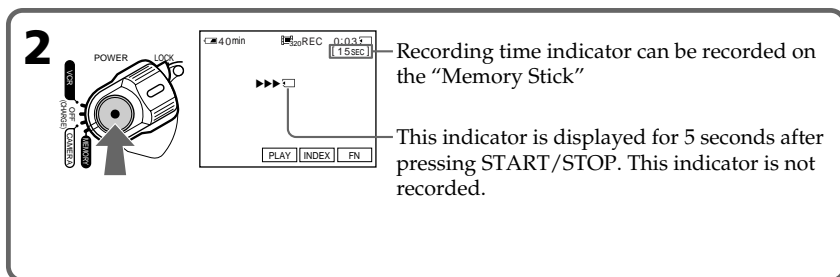 2
POWER
LOCK
VCR
OFF
(CHARGE)
CAMERA
MEMORY
40min
320 REC
0:03
[15SEC]
PLAY
INDEX
FN
Recording time indicator can be recorded on
the “Memory Stick”
This indicator is displayed for 5 seconds after
pressing START/STOP. This indicator is not
recorded.